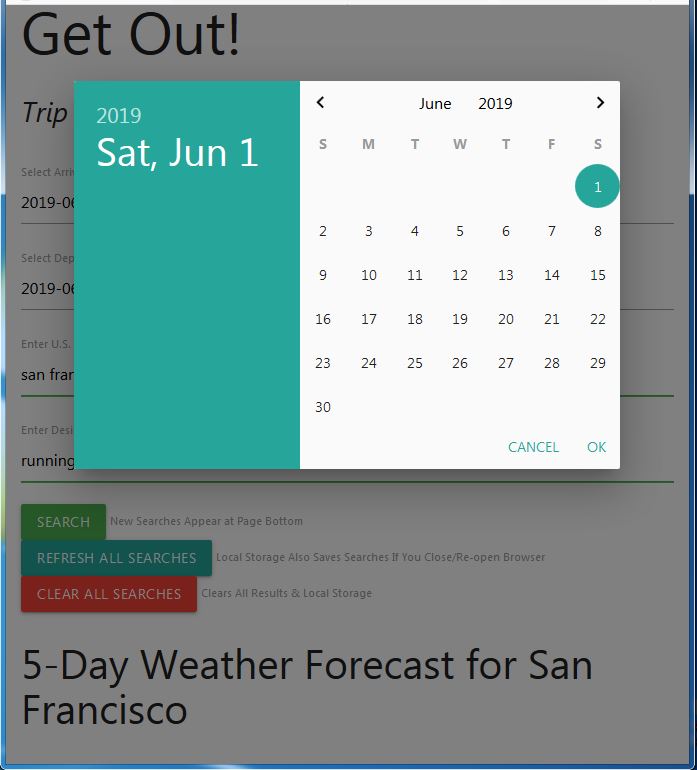 Get Out!
Trip
2019
Sat, Jun 1
June 2019
S M T W T F S
1
2 3 4 5 6 7 8
9 10 11 12 13 14 15
16 17 18 19 20 21 22
23 24 25 26 27 28 29
30
CANCEL OK
Select Arriv
2019-06
Select Dep
2019-06
Enter U.S.
san fran
Enter Desi
running
SEARCH New Searches Appear at Page Bottom
REFRESH ALL SEARCHES Local Storage Also Saves Searches If You Close/Re-open Browser
CLEAR ALL SEARCHES Clears All Results & Local Storage
5-Day Weather Forecast for San
Francisco